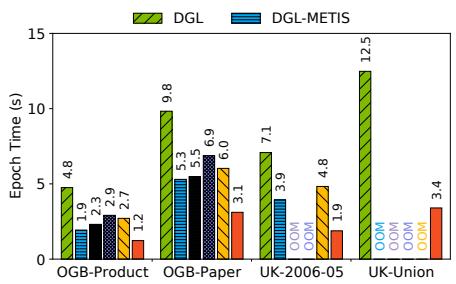 DGL DGL-METIS
Epoch Time (s)
15
10
5
0
4.8 1.9 2.3 2.9 2.7 1.2
9.8 5.3 5.5 6.9 6.0 3.1
7.1 3.9 OOM OOM 4.8 1.9
12.5 OOM OOM OOM OOM 3.4
OGB-Product OGB-Paper UK-2006-05 UK-Union